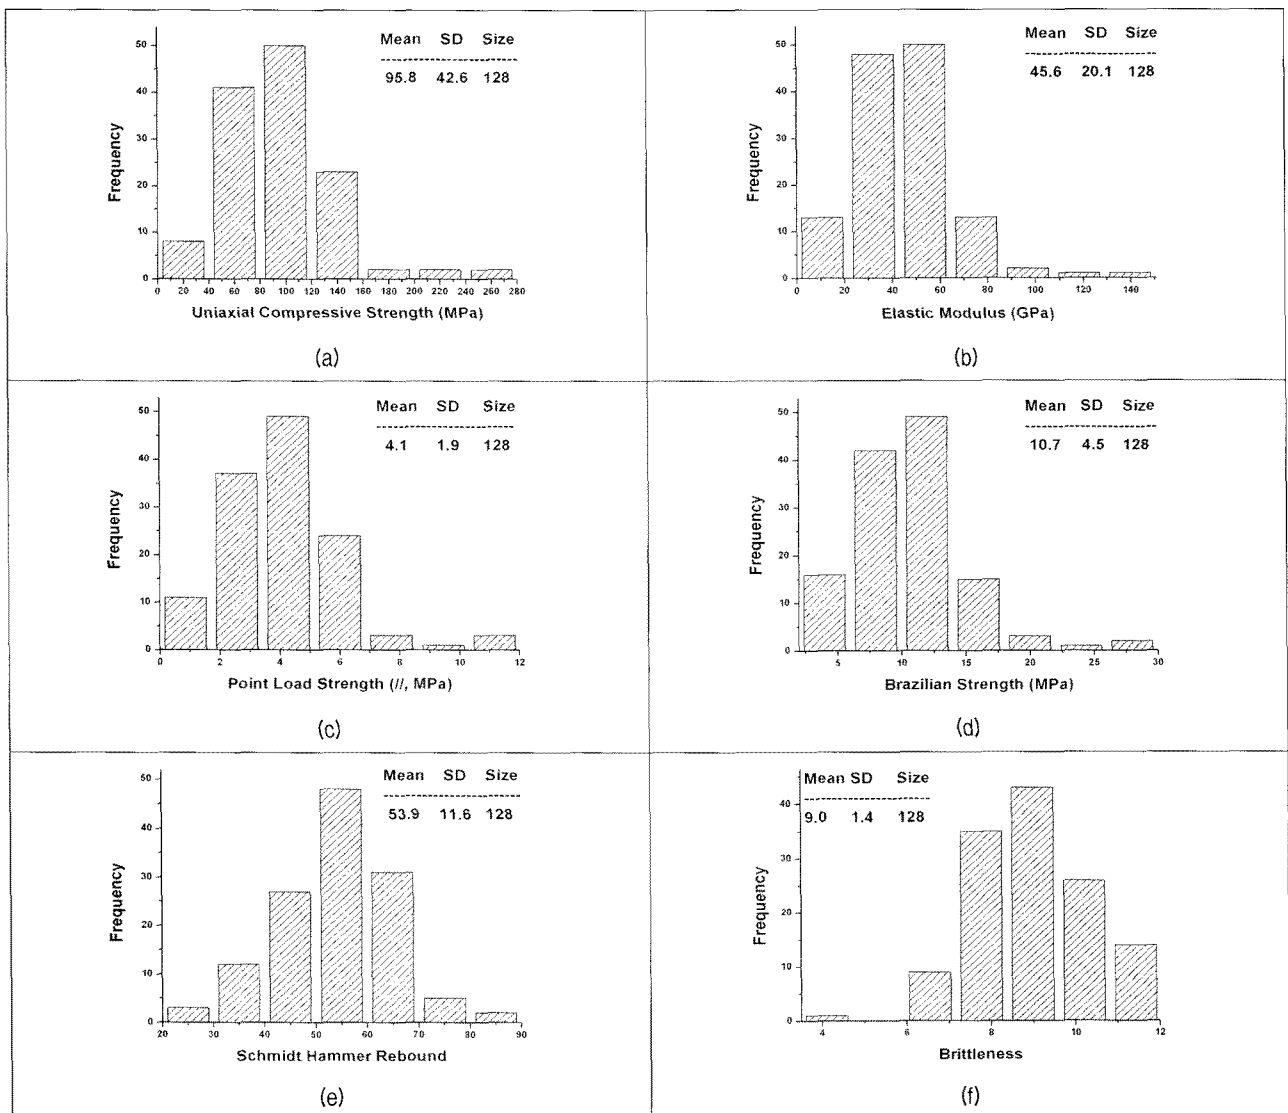 Mean SD Size
95.8 42.6 128
50
40
30
20
10
0
Frequency
0 20 40 60 80 100 120 140 160 180 200 220 240 260 280
Uniaxial Compressive Strength (MPa)
(a)
Mean SD Size
45.6 20.1 128
50
40
30
20
10
0
Frequency
0 20 40 60 80 100 120 140
Elastic Modulus (GPa)
(b)
Mean SD Size
4.1 1.9 128
50
40
30
20
10
0
Frequency
0 2 4 6 8 10 12
Point Load Strength (//, MPa)
(c)
Mean SD Size
10.7 4.5 128
50
40
30
20
10
0
Frequency
5 10 15 20 25 30
Brazilian Strength (MPa)
(d)
Mean SD Size
53.9 11.6 128
50
40
30
20
10
0
Frequency
20 30 40 50 60 70 80 90
Schmidt Hammer Rebound
(e)
Mean SD Size
9.0 1.4 128
40
30
20
10
0
Frequency
4 6 8 10 12
Brittleness
(f)